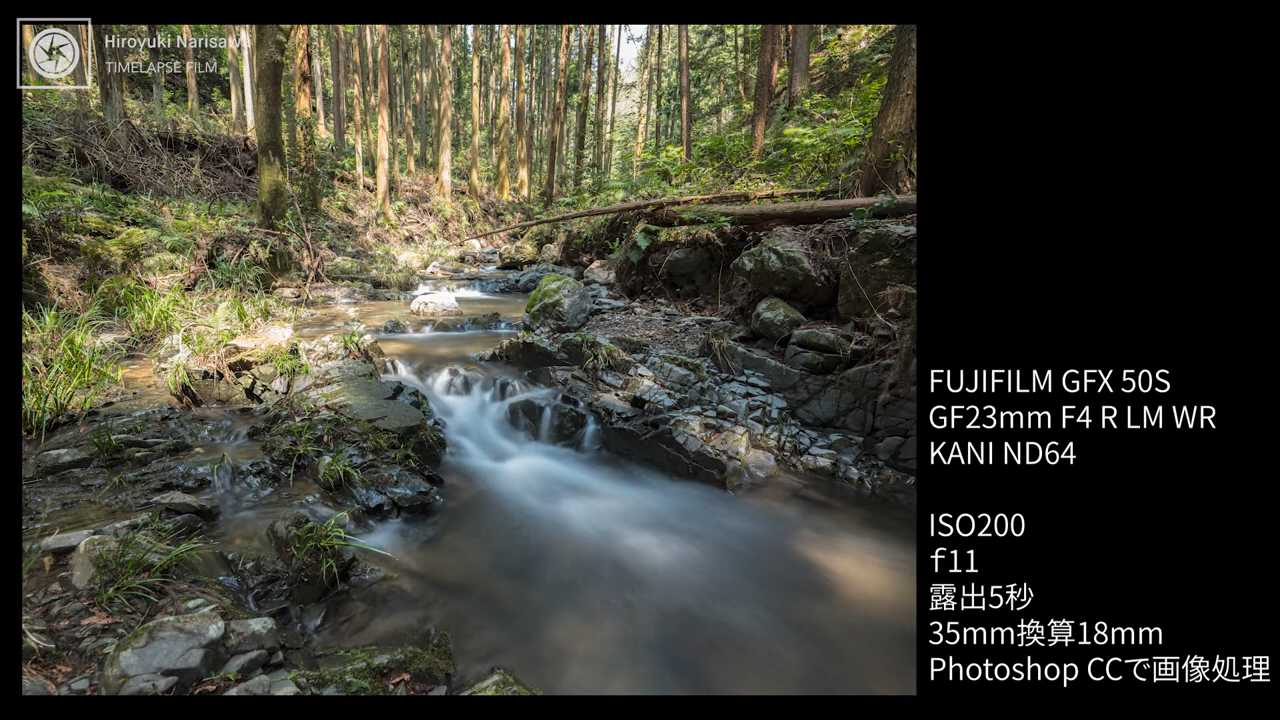 Hiroyuki Narisawa
TIMELAPSE FILM
FUJIFILM GFX 50S
GF23mm F4 R LM WR
KANI ND64
ISO200
f11
露出5秒
35mm換算18mm
Photoshop CCで画像処理